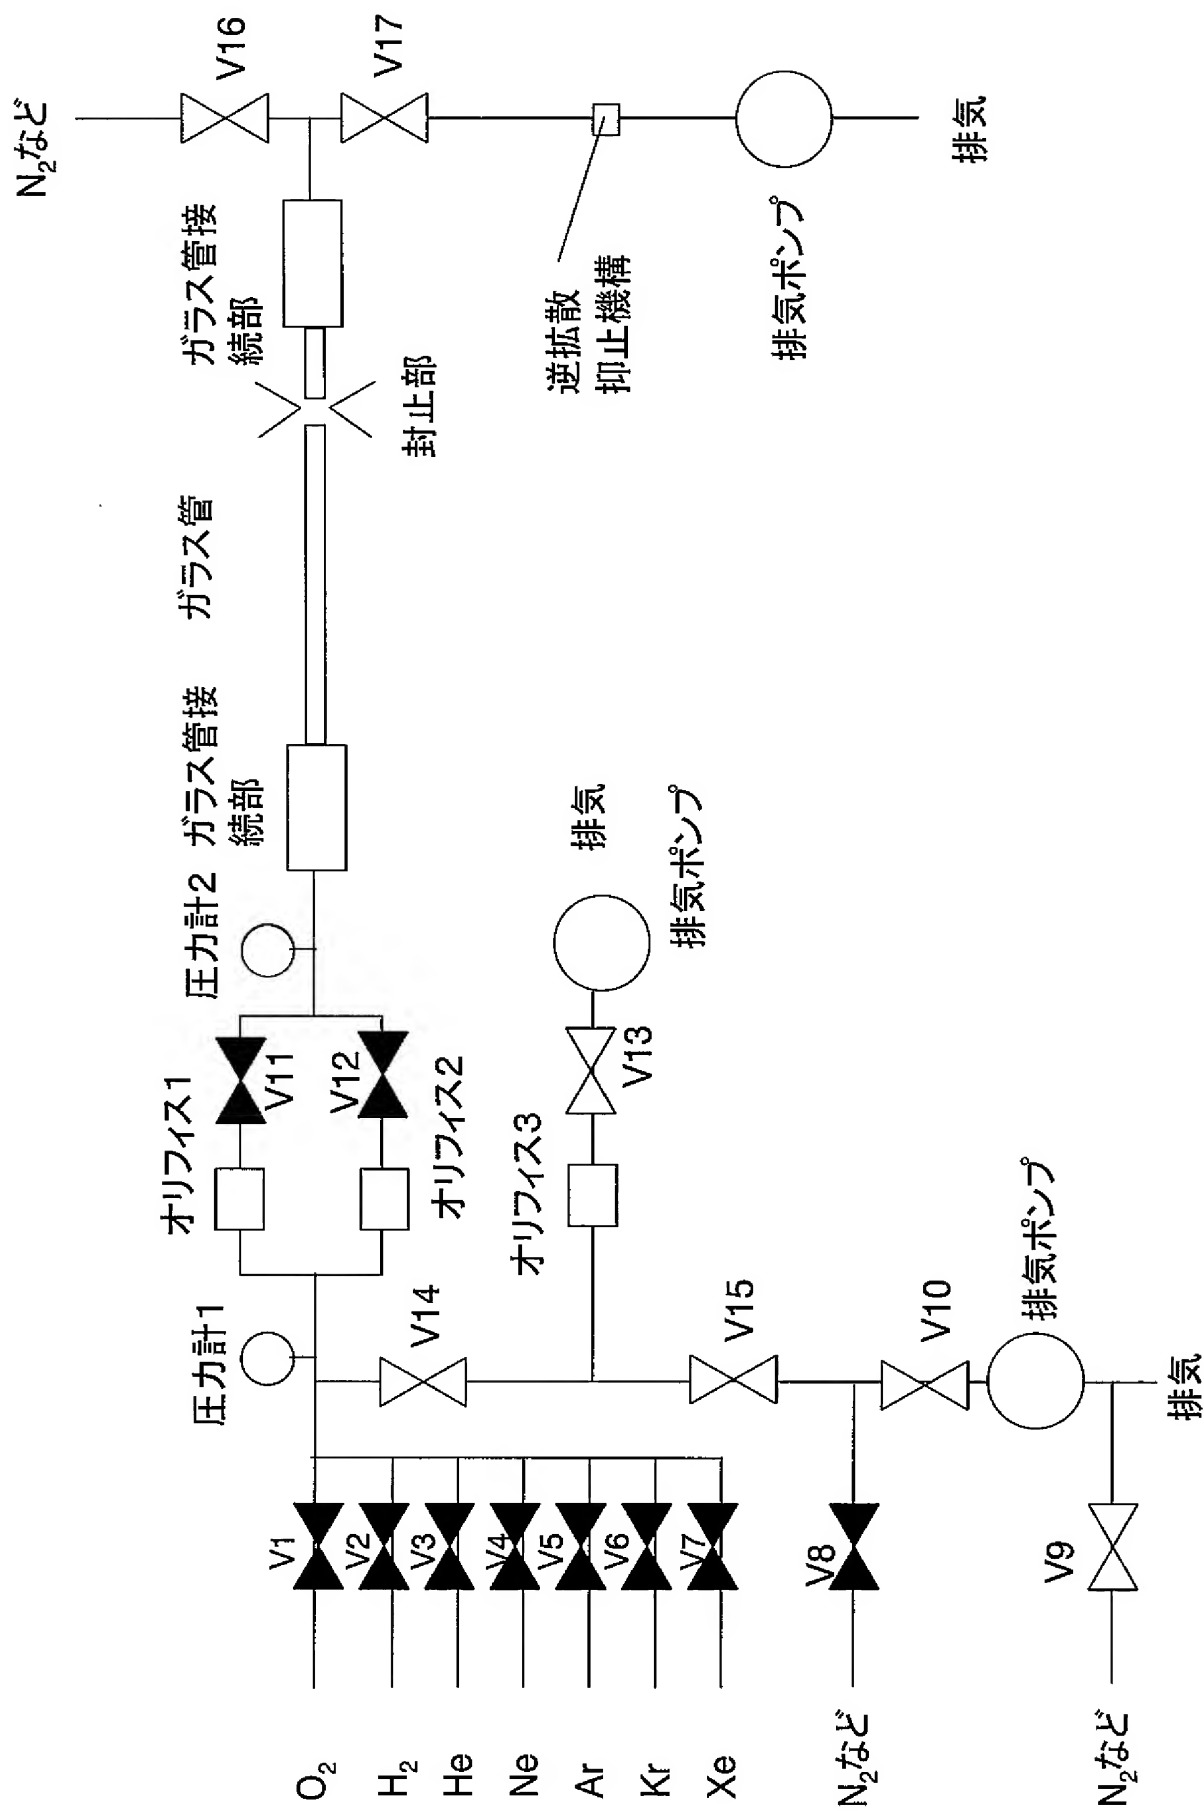 N₂など
V16
V17
ガラス管接
続部
封止部
逆拡散
抑止機構
排気ポンプ
排気
ガラス管
ガラス管接
続部
圧力計2
オリフィス1
V11
V12
オリフィス2
圧力計1
V14
オリフィス3
V13
排気
排気ポンプ
V15
V10
排気ポンプ
排気
O₂
V1
H₂
V2
He
V3
Ne
V4
Ar
V5
Kr
V6
Xe
V7
N₂など
V8
N₂など
V9